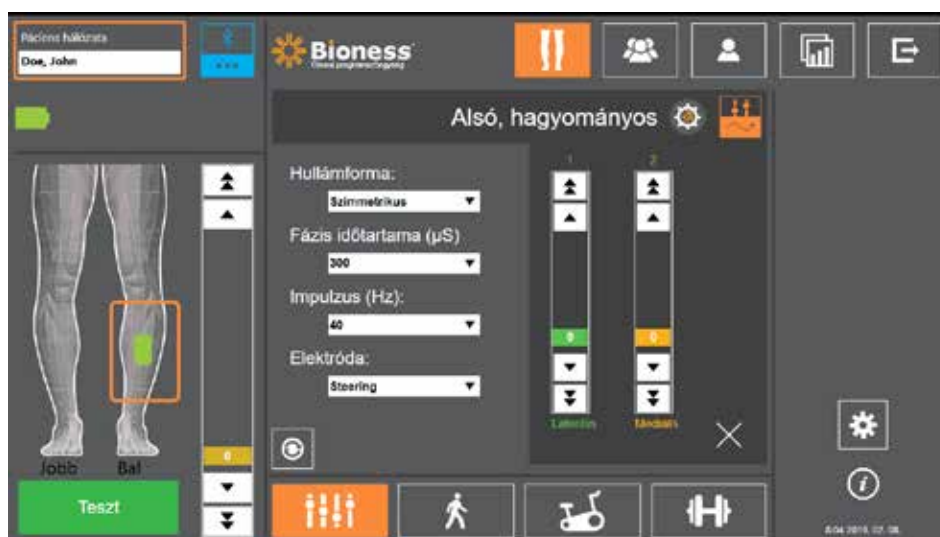 Páciens hálózata
Doe, John
Bioness
Alsó, hagyományos
Hullámforma:
Szimmetrikus
Fázis időtartama (µS)
300
Impulzus (Hz):
40
Elektróda:
Steering
1
2
0
0
Laterális
Mediális
Jobb
Bal
0
Teszt